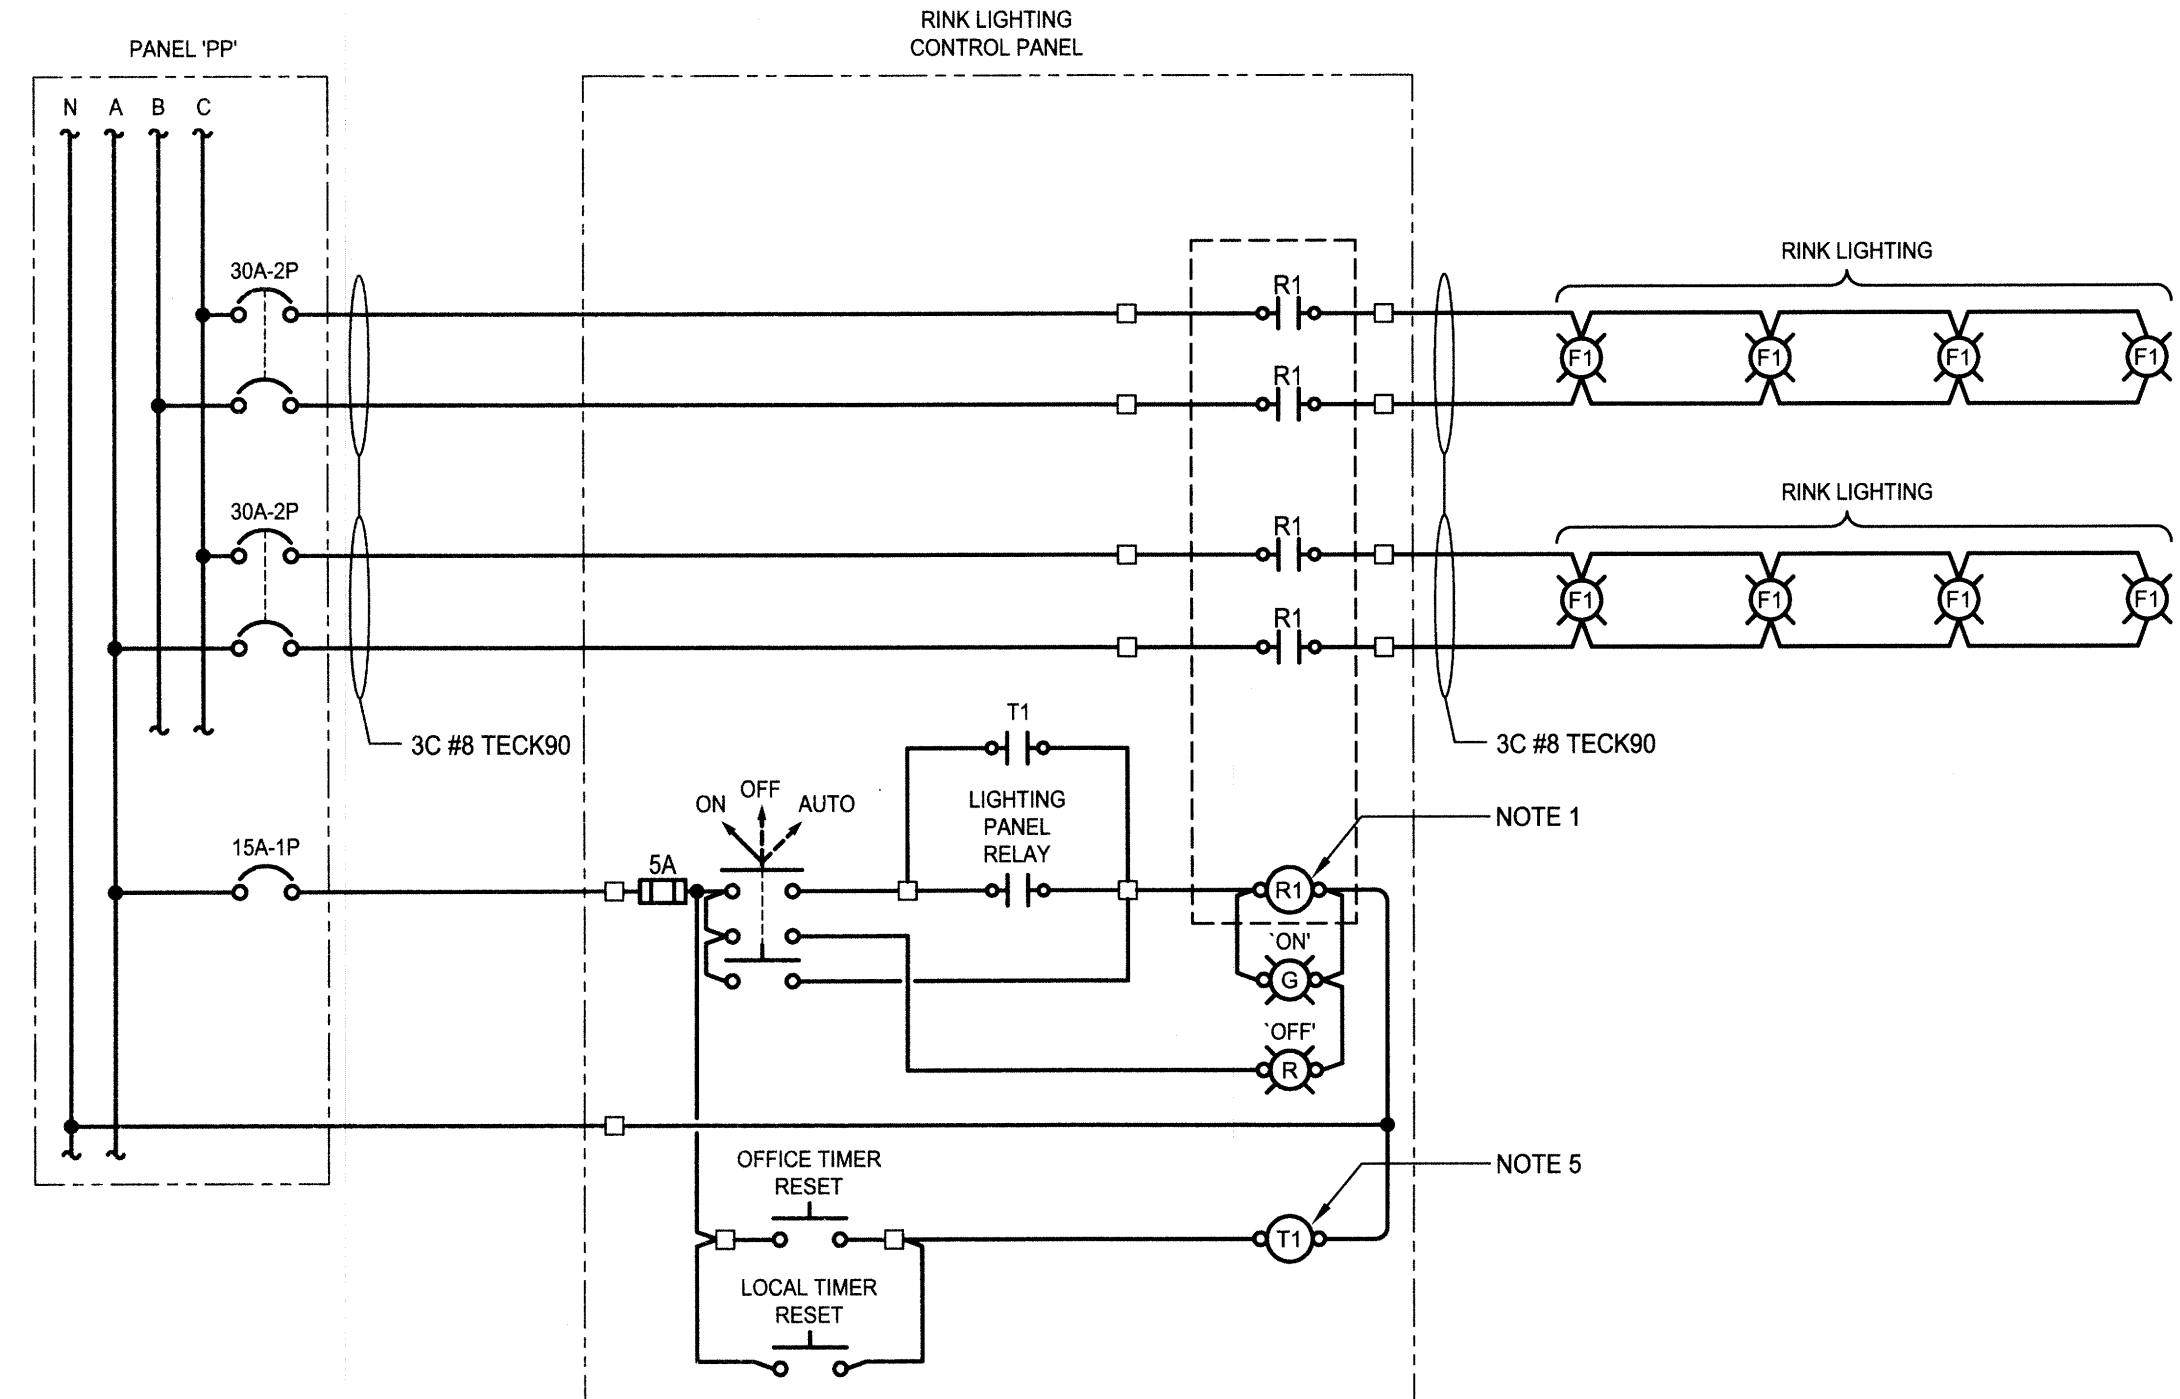 RINK LIGHTING
CONTROL PANEL
PANEL 'PP'
N A B C
30A-2P
R1
RINK LIGHTING
F1 F1 F1 F1
R1
30A-2P
R1
RINK LIGHTING
F1 F1 F1 F1
R1
3C #8 TECK90
3C #8 TECK90
T1
ON OFF AUTO
LIGHTING
PANEL
RELAY
NOTE 1
15A-1P
5A
R1
`ON'
G
`OFF'
R
OFFICE TIMER
RESET
NOTE 5
T1
LOCAL TIMER
RESET